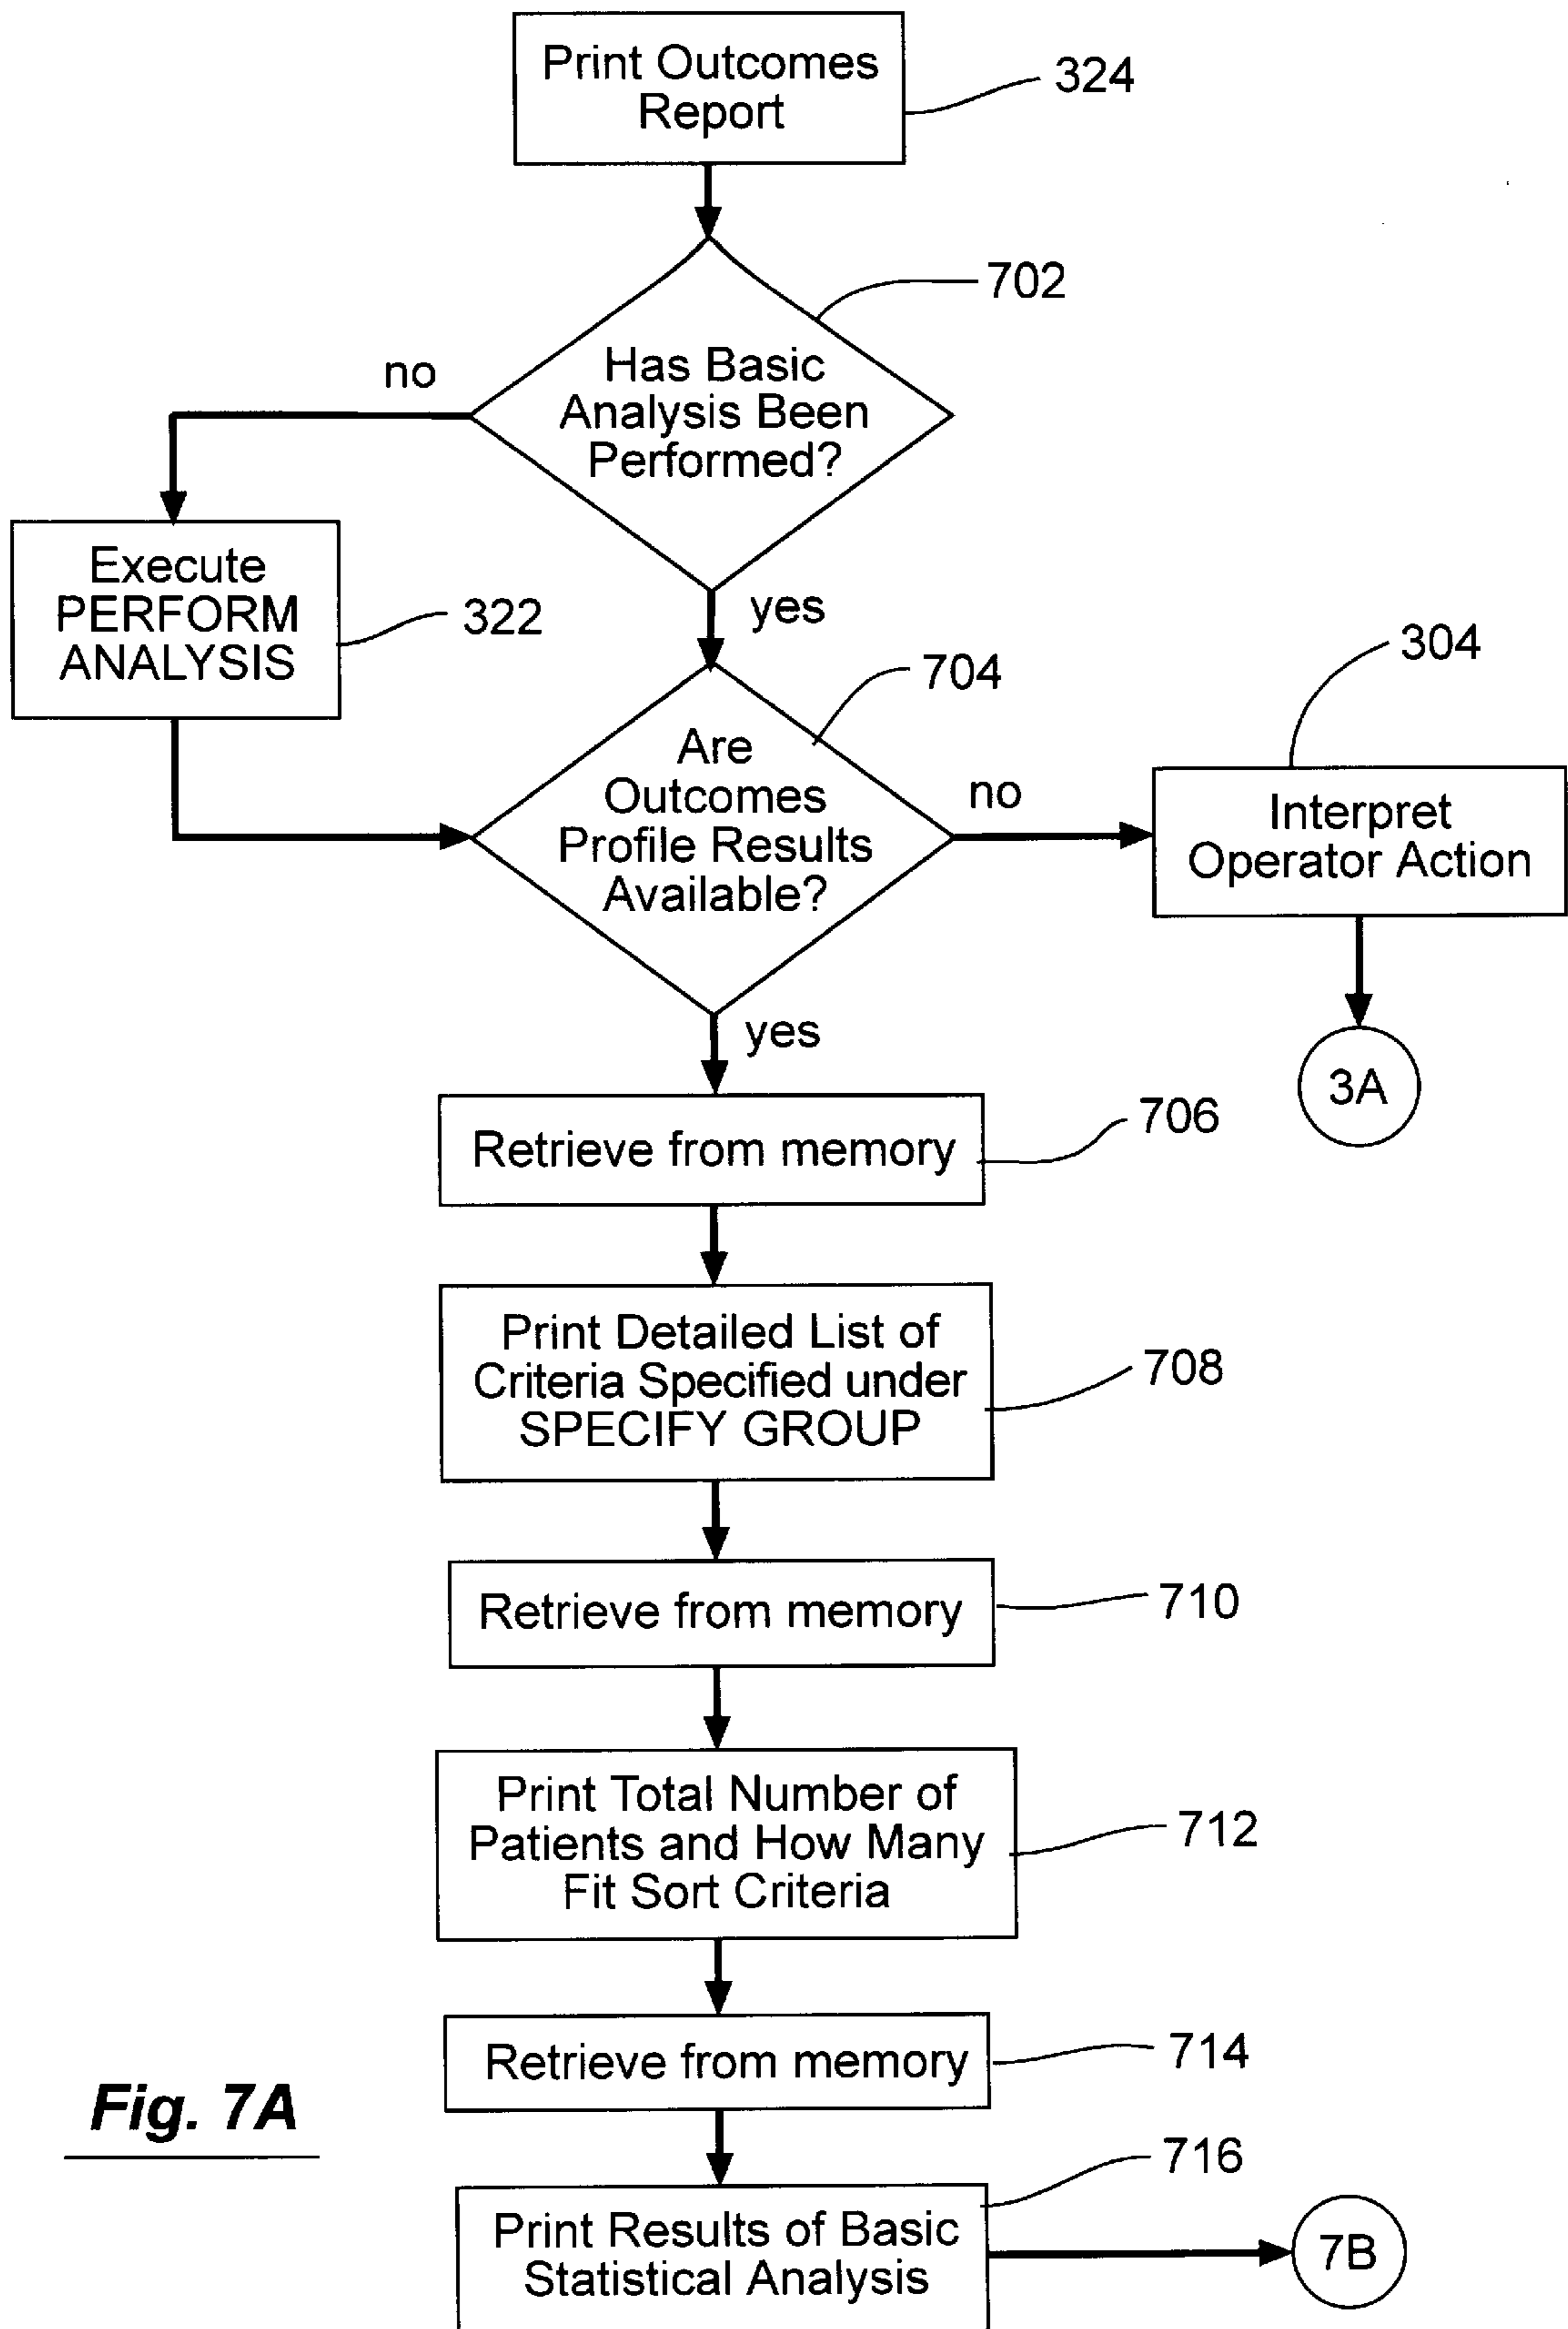 Print Outcomes
Report
324
702
Has Basic
Analysis Been
Performed?
no
Execute
PERFORM
ANALYSIS
322
yes
704
304
Are
Outcomes
Profile Results
Available?
no
Interpret
Operator Action
yes
3A
Retrieve from memory
706
Print Detailed List of
Criteria Specified under
SPECIFY GROUP
708
Retrieve from memory
710
Print Total Number of
Patients and How Many
Fit Sort Criteria
712
Retrieve from memory
714
Fig. 7A
716
Print Results of Basic
Statistical Analysis
7B